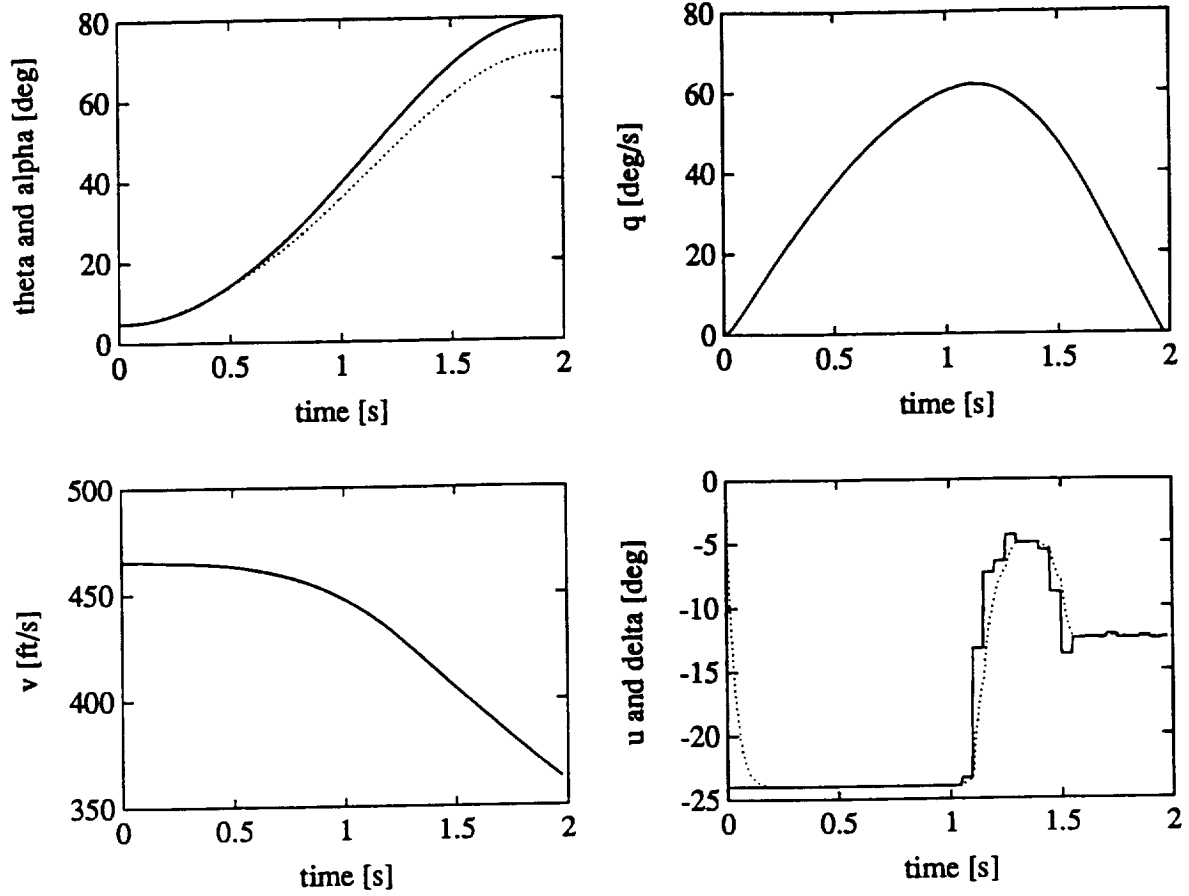 theta and alpha [deg]
80
60
40
20
0
0 0.5 1 1.5 2
time [s]
q [deg/s]
80
60
40
20
0
0 0.5 1 1.5 2
time [s]
v [ft/s]
500
450
400
350
0 0.5 1 1.5 2
time [s]
u and delta [deg]
0
-5
-10
-15
-20
-25
0 0.5 1 1.5 2
time [s]